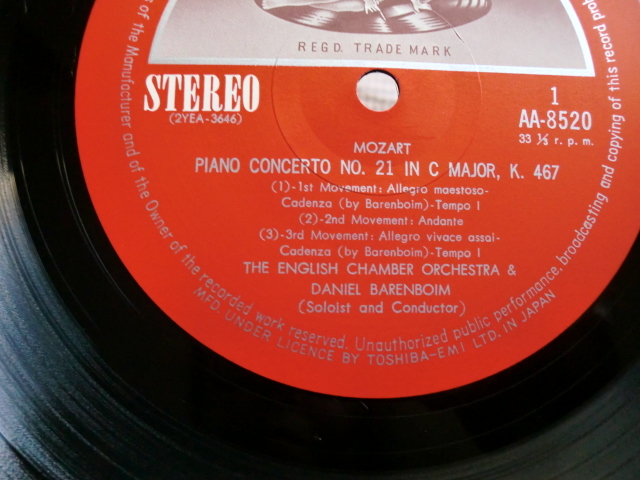 REGD. TRADE MARK
STEREO
(2YEA-3646)
1
AA-8520
33 ⅓ r. p. m.
MOZART
PIANO CONCERTO NO. 21 IN C MAJOR, K. 467
(1)-1st Movement: Allegro maestoso-
Cadenza (by Barenboim)-Tempo I
(2)-2nd Movement: Andante
(3)-3rd Movement: Allegro vivace assai-
Cadenza (by Barenboim)-Tempo I
THE ENGLISH CHAMBER ORCHESTRA &
DANIEL BARENBOIM
(Soloist and Conductor)
of the Manufacturer and of the Owner of the recorded work reserved. Unauthorized public performance, broadcasting and copying of this record
MFD. UNDER LICENCE BY TOSHIBA-EMI LTD. IN JAPAN